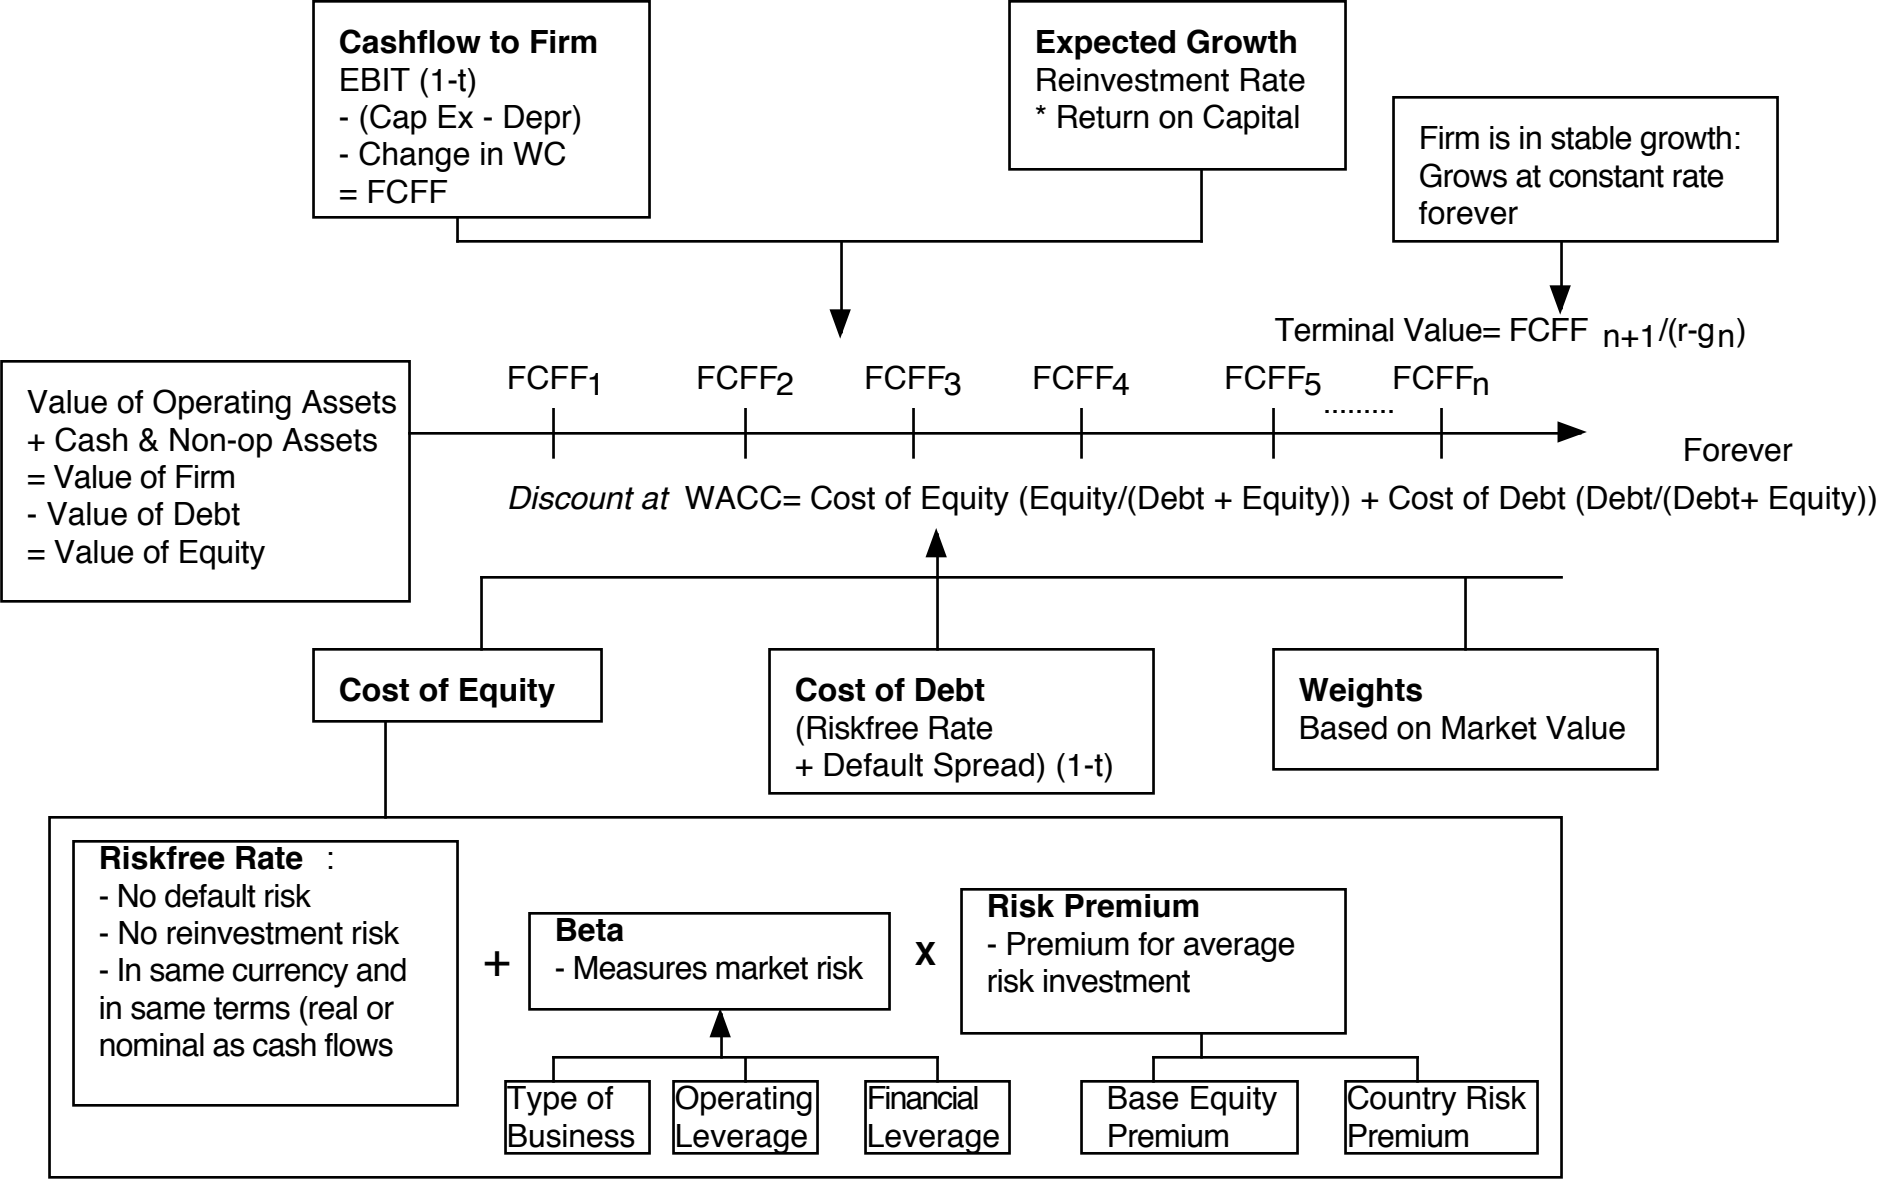 Cashflow to Firm
EBIT (1-t)
- (Cap Ex - Depr)
- Change in WC
= FCFF
Expected Growth
Reinvestment Rate
* Return on Capital
Firm is in stable growth:
Grows at constant rate
forever
Terminal Value= FCFF n+1/(r-gn)
FCFF1 FCFF2 FCFF3 FCFF4 FCFF5 ......... FCFFn
Forever
Value of Operating Assets
+ Cash & Non-op Assets
= Value of Firm
- Value of Debt
= Value of Equity
Discount at WACC= Cost of Equity (Equity/(Debt + Equity)) + Cost of Debt (Debt/(Debt+ Equity))
Cost of Equity
Cost of Debt
(Riskfree Rate
+ Default Spread) (1-t)
Weights
Based on Market Value
Riskfree Rate :
- No default risk
- No reinvestment risk
- In same currency and
in same terms (real or
nominal as cash flows
+
Beta
- Measures market risk
X
Risk Premium
- Premium for average
risk investment
Type of
Business
Operating
Leverage
Financial
Leverage
Base Equity
Premium
Country Risk
Premium